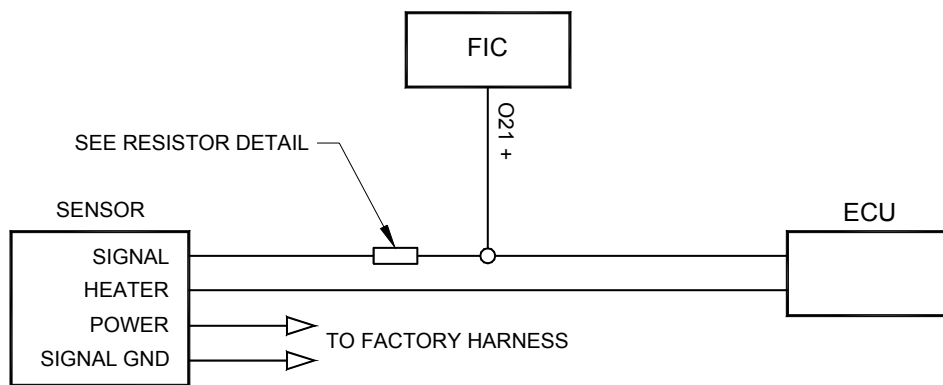 FIC
O21 +
SEE RESISTOR DETAIL
SENSOR
ECU
SIGNAL
HEATER
POWER
TO FACTORY HARNESS
SIGNAL GND